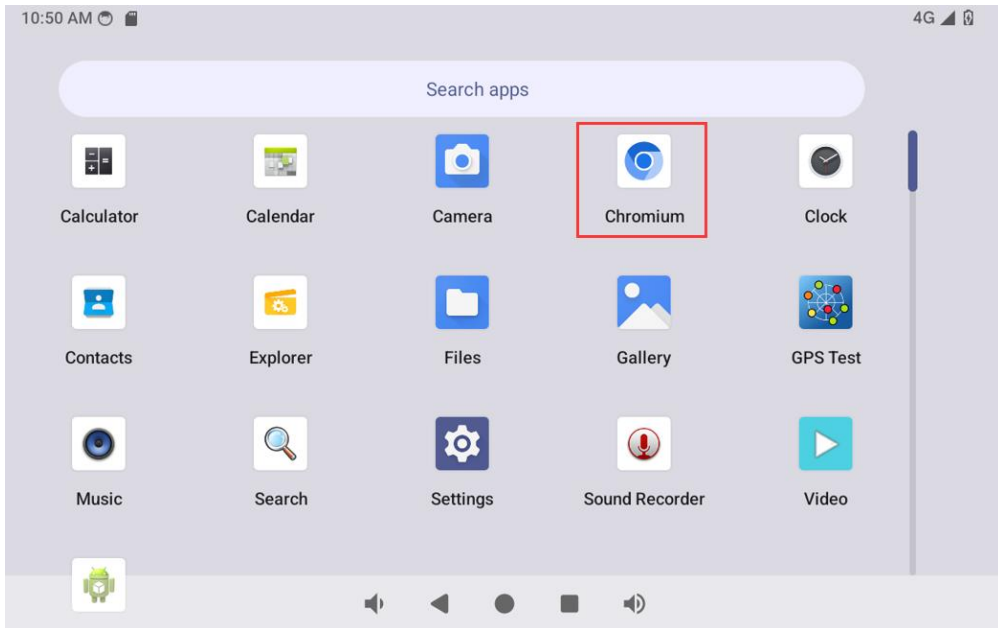 10:50 AM 4G
Search apps
Calculator Calendar Camera Chromium Clock
Contacts Explorer Files Gallery GPS Test
Music Search Settings Sound Recorder Video